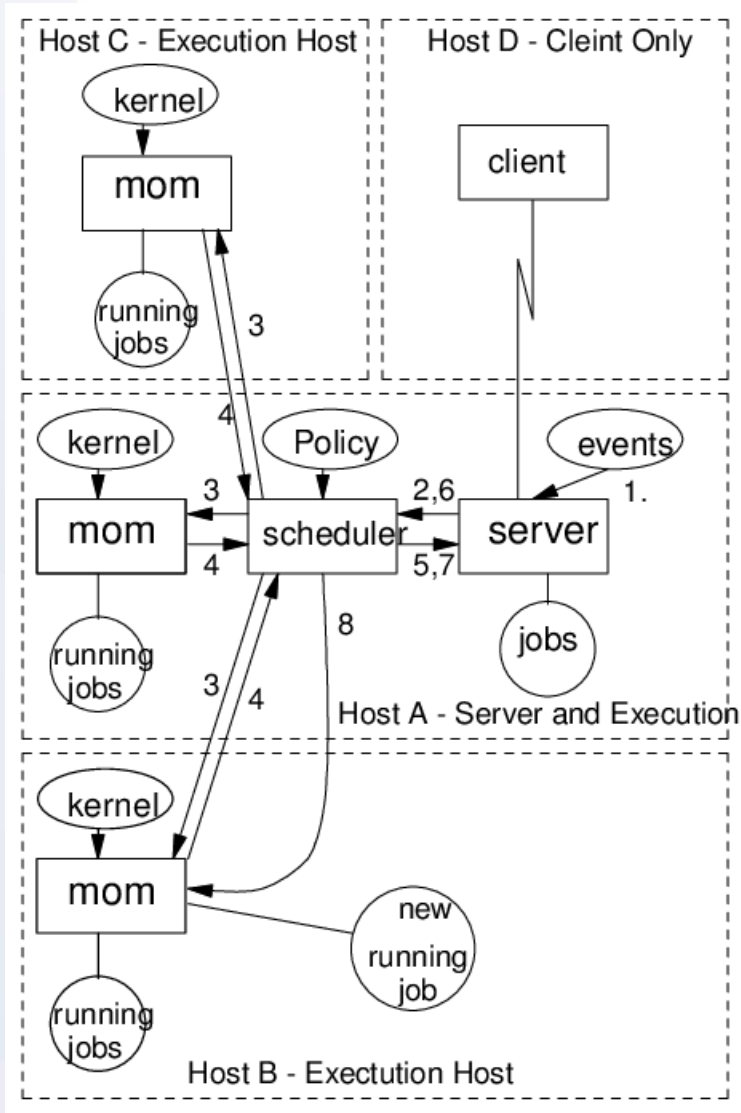 Host C - Execution Host
Host D - Cleint Only
kernel
mom
running
jobs
3
4
client
kernel
Policy
events
1.
mom
3
4
scheduler
2,6
5,7
server
running
jobs
8
jobs
3
4
Host A - Server and Execution
kernel
mom
new
running
job
running
jobs
Host B - Exectution Host